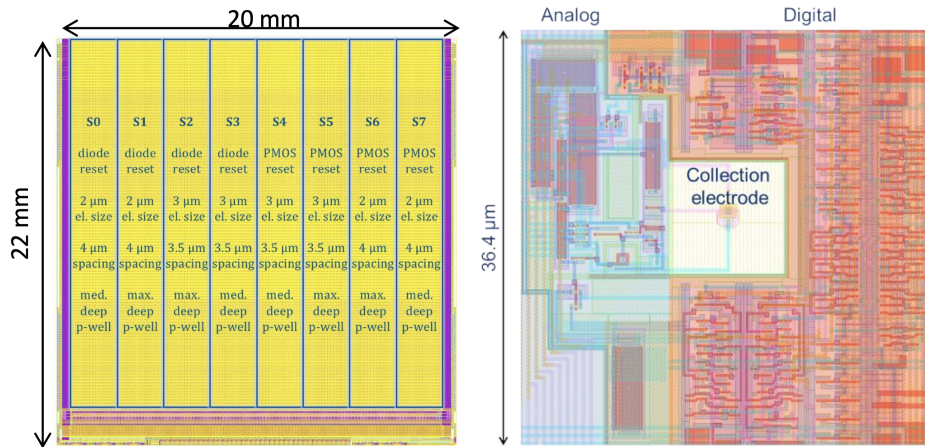 20 mm
22 mm
S0 S1 S2 S3 S4 S5 S6 S7
diode diode diode diode PMOS PMOS PMOS PMOS
reset reset reset reset reset reset reset reset
2 µm 2 µm 3 µm 3 µm 3 µm 3 µm 2 µm 2 µm
el. size el. size el. size el. size el. size el. size el. size el. size
4 µm 4 µm 3.5 µm 3.5 µm 3.5 µm 3.5 µm 4 µm 4 µm
spacing spacing spacing spacing spacing spacing spacing spacing
med. max. max. med. med. max. max. med.
deep deep deep deep deep deep deep deep
p-well p-well p-well p-well p-well p-well p-well p-well
Analog Digital
36.4 µm
Collection
electrode